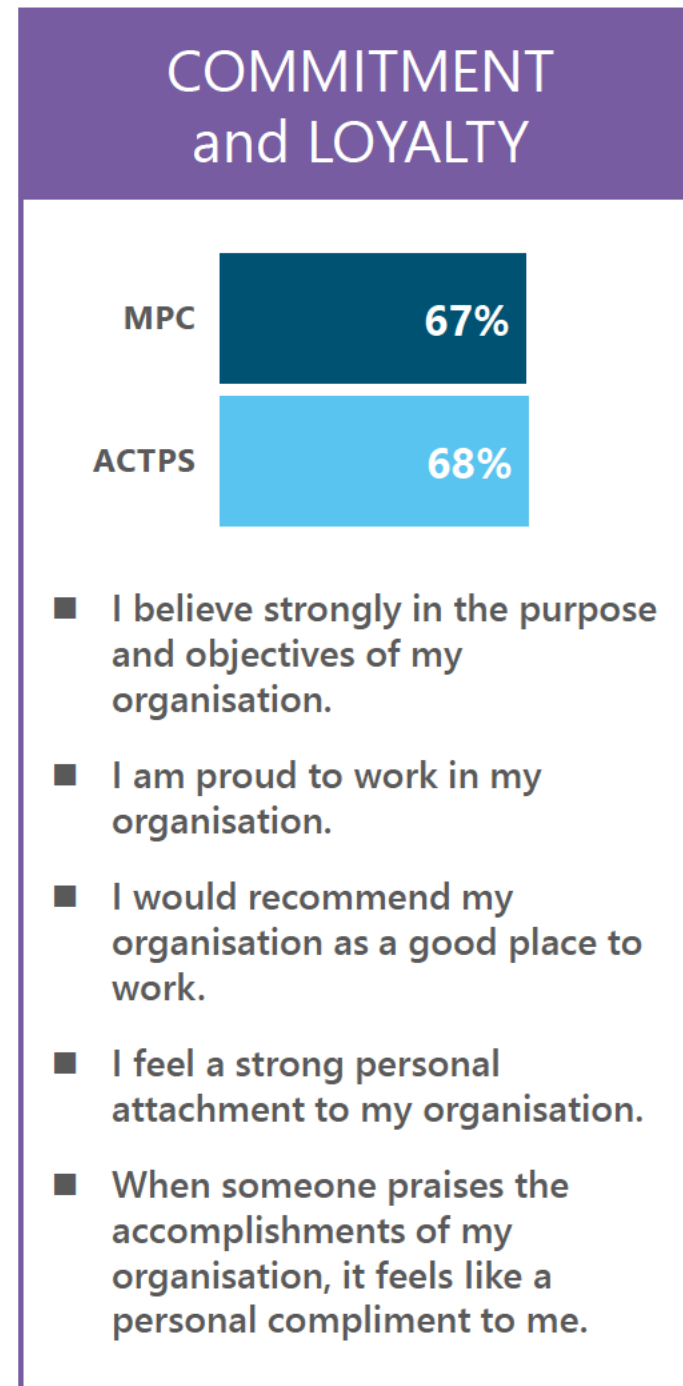 COMMITMENT
and LOYALTY
MPC 67%
ACTPS 68%
■ I believe strongly in the purpose
and objectives of my
organisation.
■ I am proud to work in my
organisation.
■ I would recommend my
organisation as a good place to
work.
■ I feel a strong personal
attachment to my organisation.
■ When someone praises the
accomplishments of my
organisation, it feels like a
personal compliment to me.